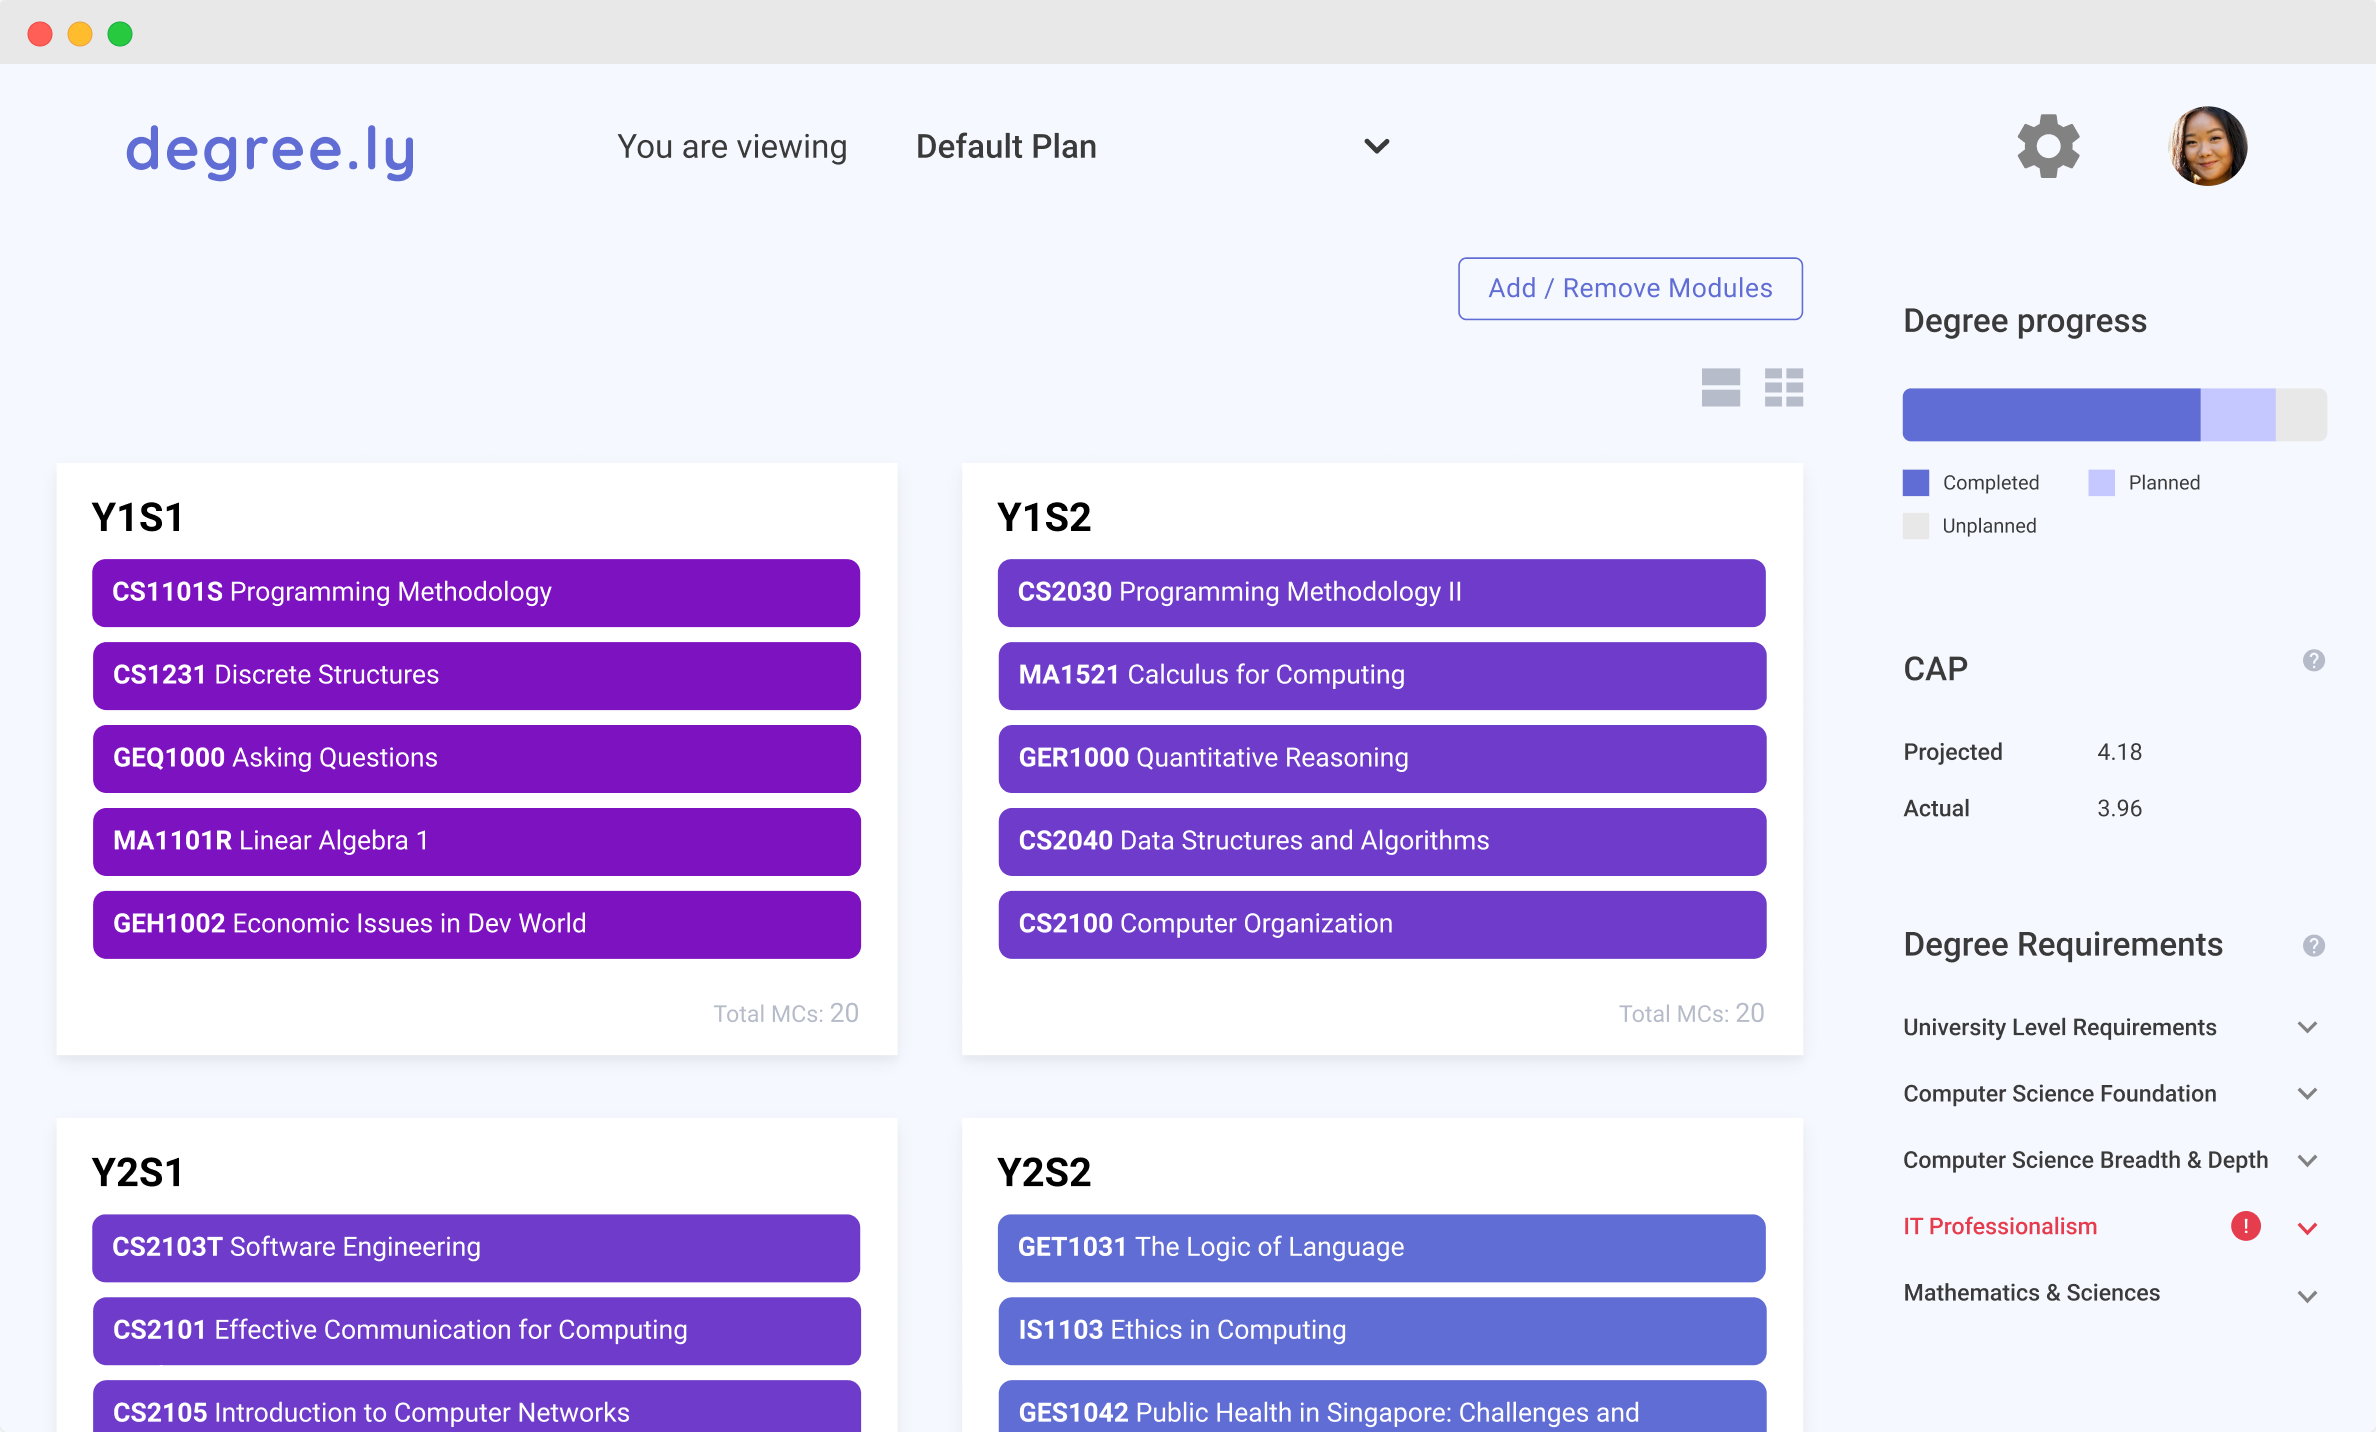 degree.ly
You are viewing
Default Plan
Add / Remove Modules
Y1S1
CS1101S Programming Methodology
CS1231 Discrete Structures
GEQ1000 Asking Questions
MA1101R Linear Algebra 1
GEH1002 Economic Issues in Dev World
Total MCs: 20
Y1S2
CS2030 Programming Methodology II
MA1521 Calculus for Computing
GER1000 Quantitative Reasoning
CS2040 Data Structures and Algorithms
CS2100 Computer Organization
Total MCs: 20
Y2S1
CS2103T Software Engineering
CS2101 Effective Communication for Computing
CS2105 Introduction to Computer Networks
Y2S2
GET1031 The Logic of Language
IS1103 Ethics in Computing
GES1042 Public Health in Singapore: Challenges and
Degree progress
Completed
Planned
Unplanned
CAP
?
Projected 4.18
Actual 3.96
Degree Requirements
?
University Level Requirements
Computer Science Foundation
Computer Science Breadth & Depth
IT Professionalism
!
Mathematics & Sciences